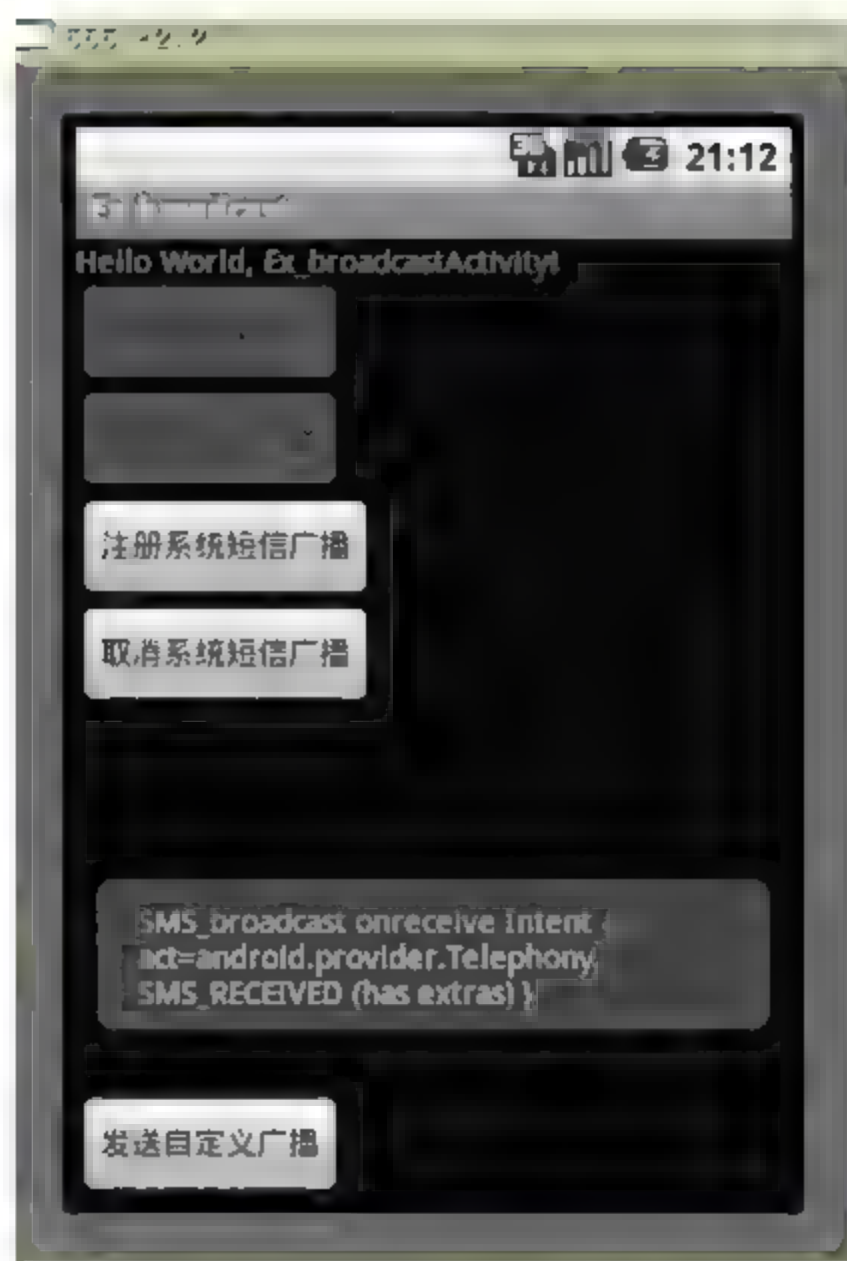 21:12
Hello World, Ex_broadcastActivity!
注册系统短信广播
取消系统短信广播
SMS_broadcast onreceive Intent {
act=android.provider.Telephony.
SMS_RECEIVED (has extras) }
发送自定义广播